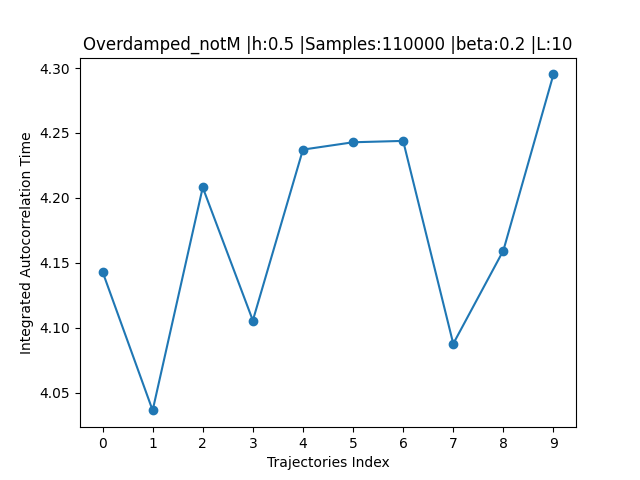 Overdamped_notM |h:0.5 |Samples:110000 |beta:0.2 |L:10
Integrated Autocorrelation Time
4.30
4.25
4.20
4.15
4.10
4.05
0 1 2 3 4 5 6 7 8 9
Trajectories Index